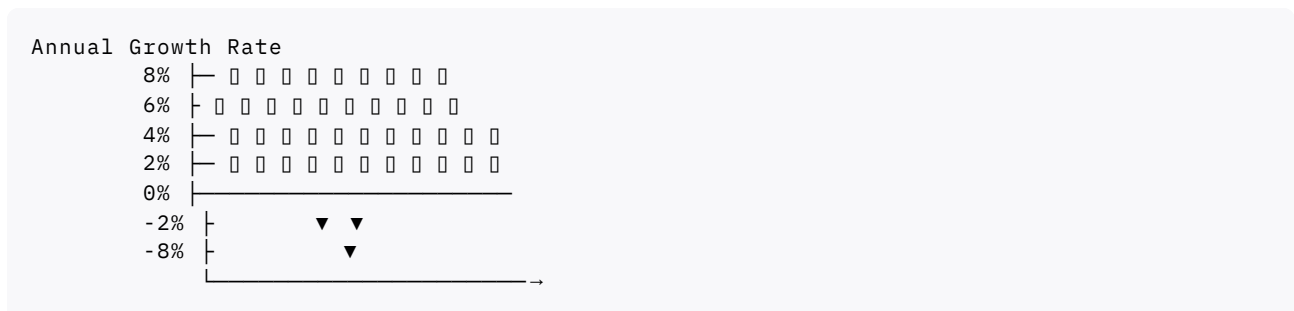 Annual Growth Rate
8% ├─ ▯ ▯ ▯ ▯ ▯ ▯ ▯ ▯ ▯
6% ├ ▯ ▯ ▯ ▯ ▯ ▯ ▯ ▯ ▯ ▯
4% ├─ ▯ ▯ ▯ ▯ ▯ ▯ ▯ ▯ ▯ ▯ ▯
2% ├─ ▯ ▯ ▯ ▯ ▯ ▯ ▯ ▯ ▯ ▯ ▯
0% ├──────────────────────
-2% ├ ▼ ▼
-8% ├ ▼
└──────────────────────→